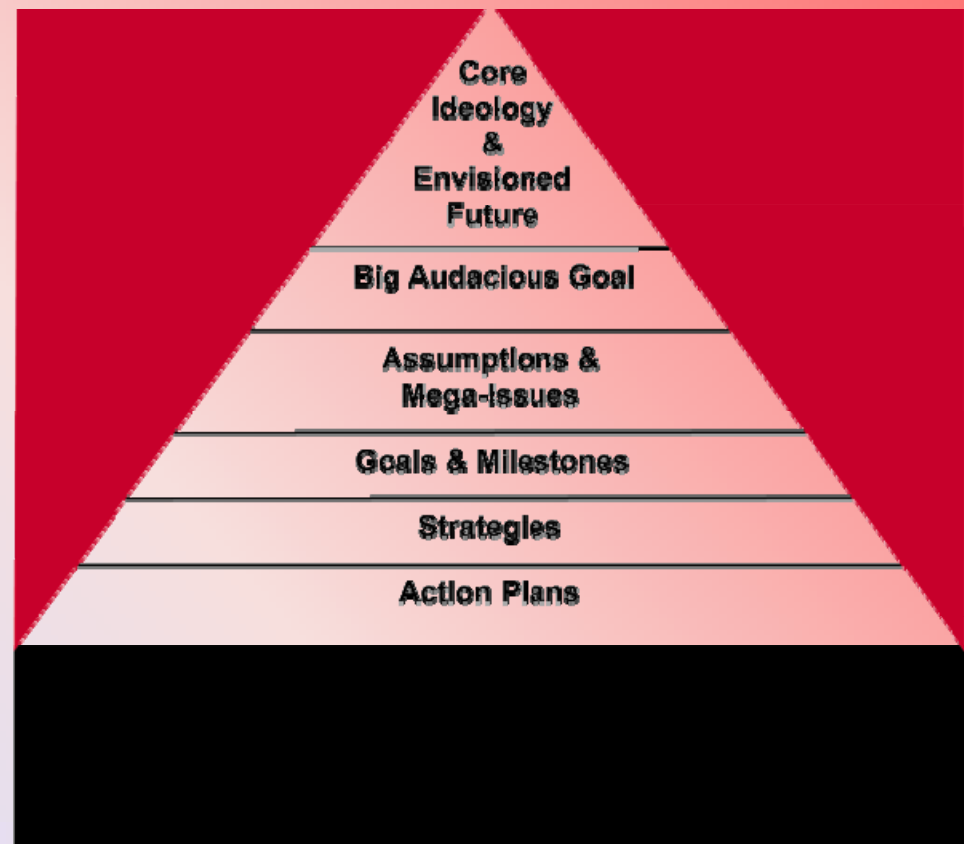 Core
Ideology
&
Envisioned
Future
Big Audacious Goal
Assumptions &
Mega-Issues
Goals & Milestones
Strategies
Action Plans